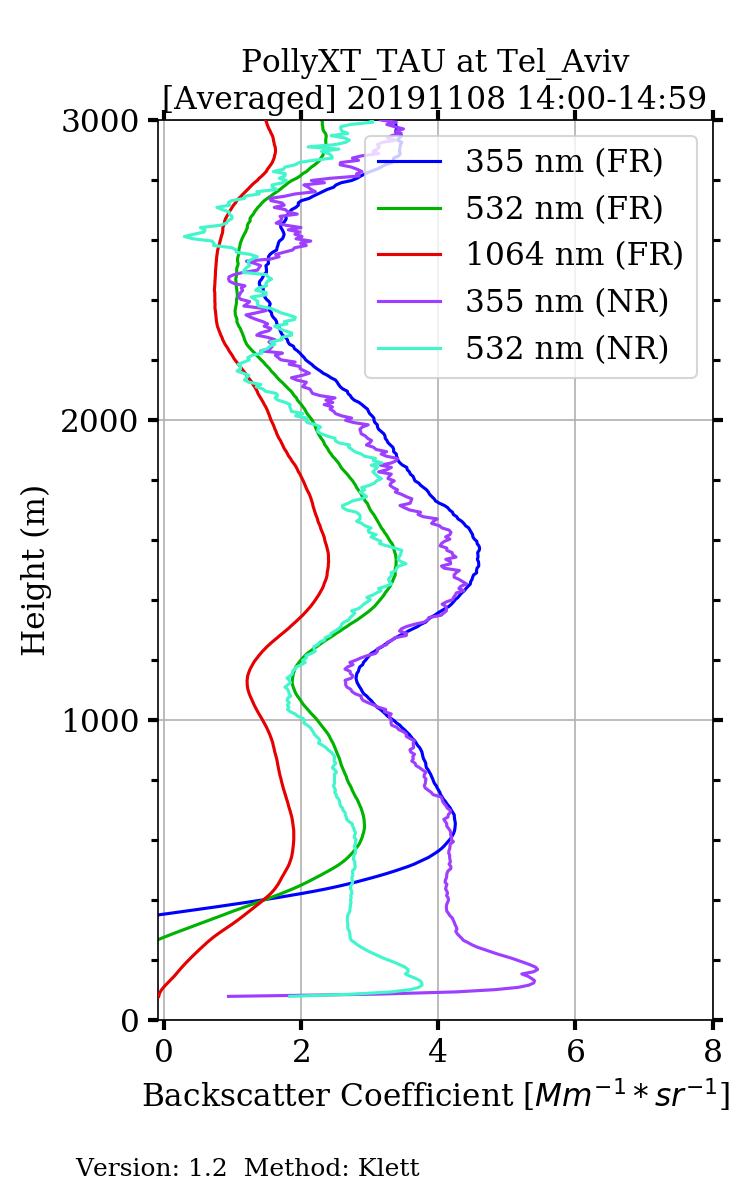 PollyXT_TAU at Tel_Aviv
[Averaged] 20191108 14:00-14:59
3000
2000
1000
0
Height (m)
355 nm (FR)
532 nm (FR)
1064 nm (FR)
355 nm (NR)
532 nm (NR)
0 2 4 6 8
Backscatter Coefficient [Mm⁻¹ * sr⁻¹]
Version: 1.2 Method: Klett